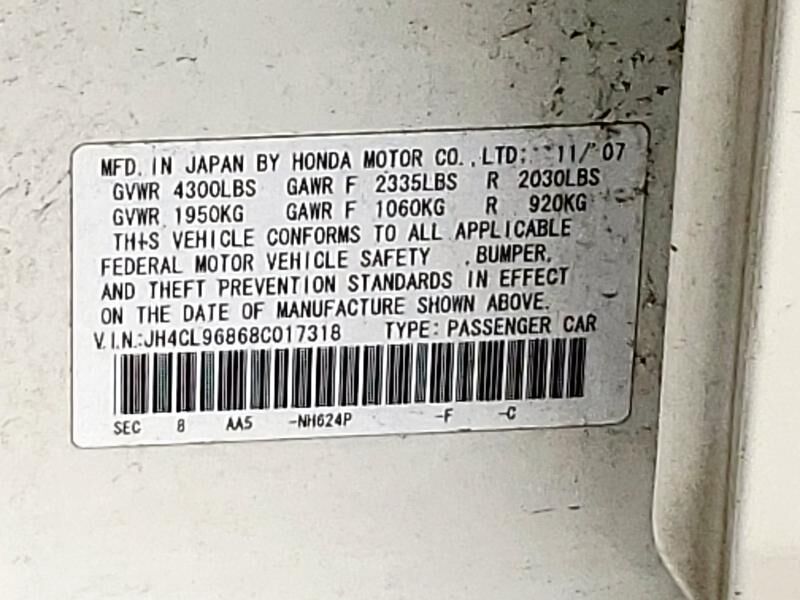 MFD. IN JAPAN BY HONDA MOTOR CO., LTD. 11/'07
GVWR 4300LBS GAWR F 2335LBS R 2030LBS
GVWR 1950KG GAWR F 1060KG R 920KG
THIS VEHICLE CONFORMS TO ALL APPLICABLE
FEDERAL MOTOR VEHICLE SAFETY , BUMPER,
AND THEFT PREVENTION STANDARDS IN EFFECT
ON THE DATE OF MANUFACTURE SHOWN ABOVE.
V.I.N.:JH4CL96868C017318 TYPE: PASSENGER CAR
SEC 8 AA5 -NH624P -F -C